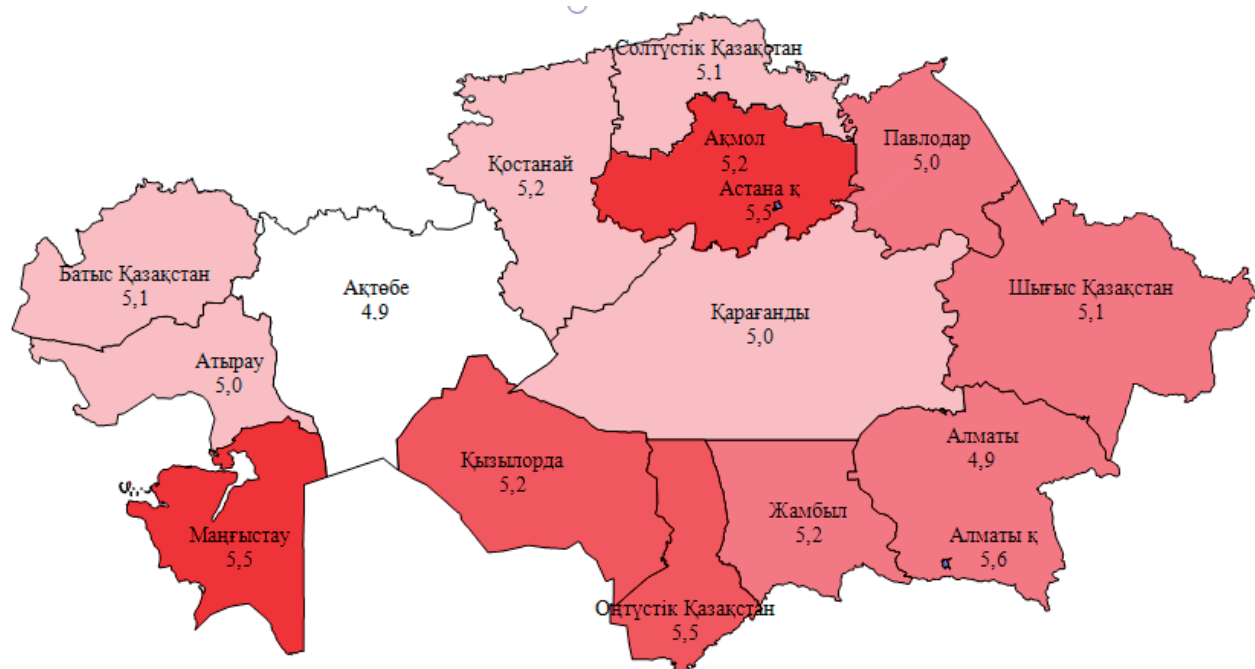 Солтүстік Қазақстан
5,1
Ақмол
5,2
Астана қ
5,5
Павлодар
5,0
Қостанай
5,2
Батыс Қазақстан
5,1
Ақтөбе
4,9
Қарағанды
5,0
Шығыс Қазақстан
5,1
Атырау
5,0
Алматы
4,9
Қызылорда
5,2
Жамбыл
5,2
Маңғыстау
5,5
Алматы қ
5,6
Оңтүстік Қазақстан
5,5